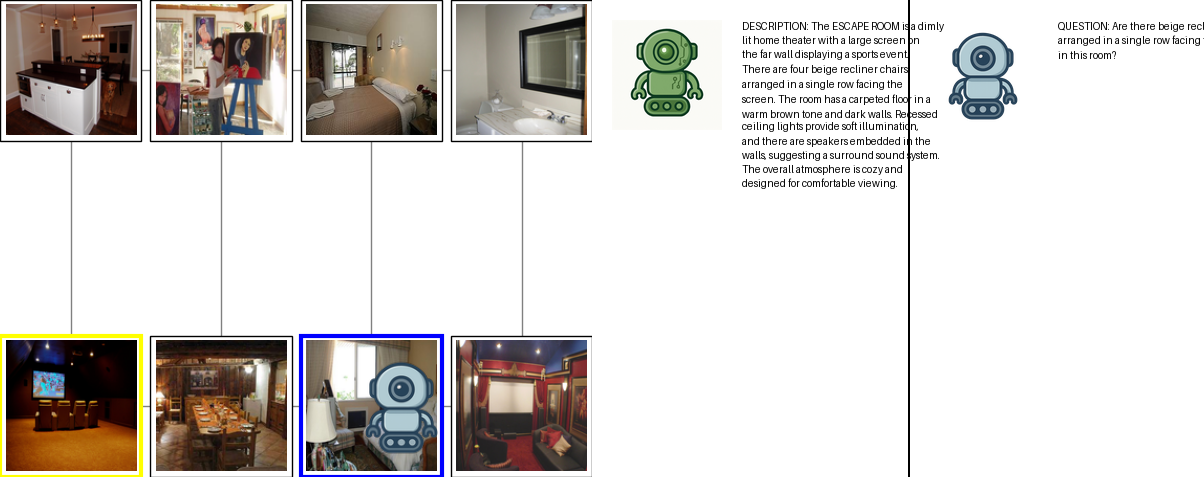 DESCRIPTION: The ESCAPE ROOM is a dimly
lit home theater with a large screen on
the far wall displaying a sports event.
There are four beige recliner chairs
arranged in a single row facing the
screen. The room has a carpeted floor in a
warm brown tone and dark walls. Recessed
ceiling lights provide soft illumination,
and there are speakers embedded in the
walls, suggesting a surround sound system.
The overall atmosphere is cozy and
designed for comfortable viewing.
QUESTION: Are there beige
arranged in a single row facing
in this room?